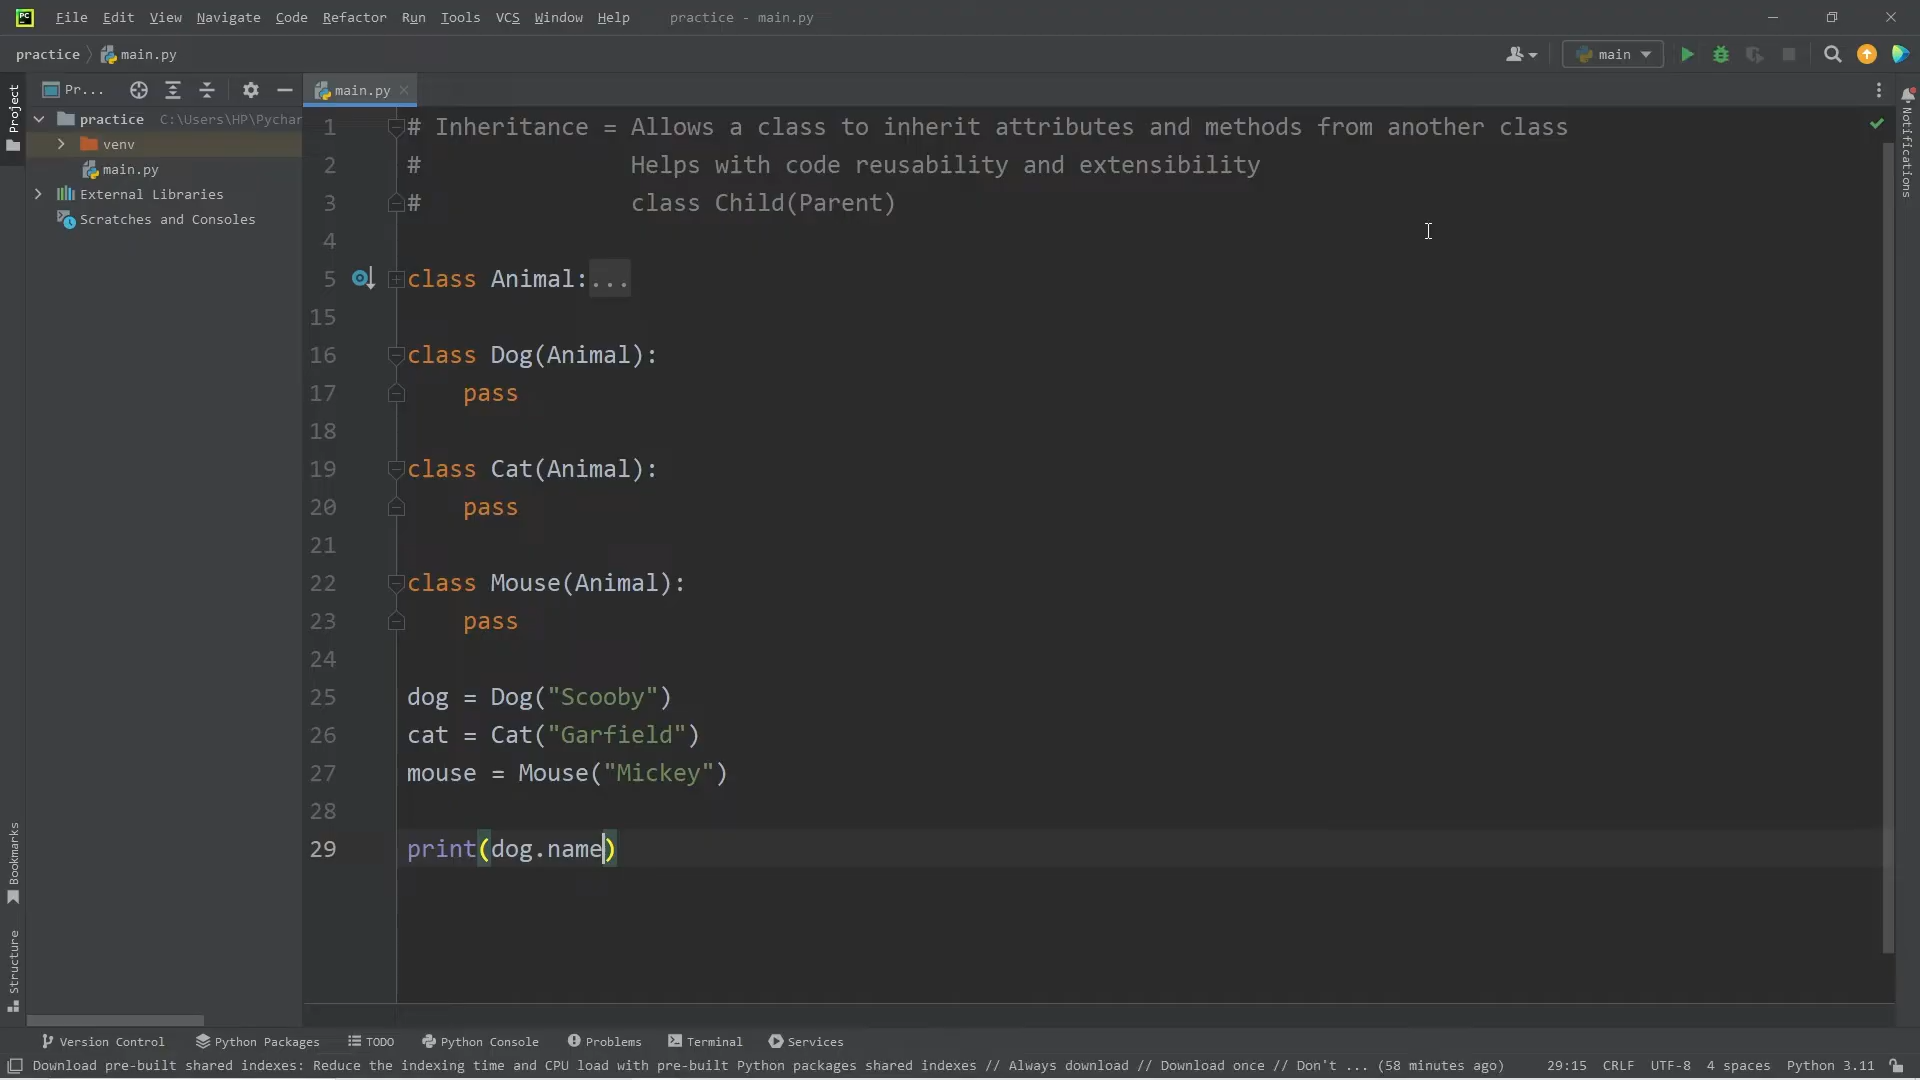 PC File Edit View Navigate Code Refactor Run Tools VCS Window Help practice - main.py
practice main.py main
Project Pr... main.py
Notifications
practice C:\Users\HP\Pychar
venv
main.py
External Libraries
Scratches and Consoles
1 # Inheritance = Allows a class to inherit attributes and methods from another class
2 # Helps with code reusability and extensibility
3 # class Child(Parent)
4
5 class Animal:...
15
16 class Dog(Animal):
17 pass
18
19 class Cat(Animal):
20 pass
21
22 class Mouse(Animal):
23 pass
24
25 dog = Dog("Scooby")
26 cat = Cat("Garfield")
27 mouse = Mouse("Mickey")
28
29 print(dog.name)
Bookmarks
Structure
Version Control Python Packages TODO Python Console Problems Terminal Services
Download pre-built shared indexes: Reduce the indexing time and CPU load with pre-built Python packages shared indexes // Always download // Download once // Don't ... (58 minutes ago) 29:15 CRLF UTF-8 4 spaces Python 3.11